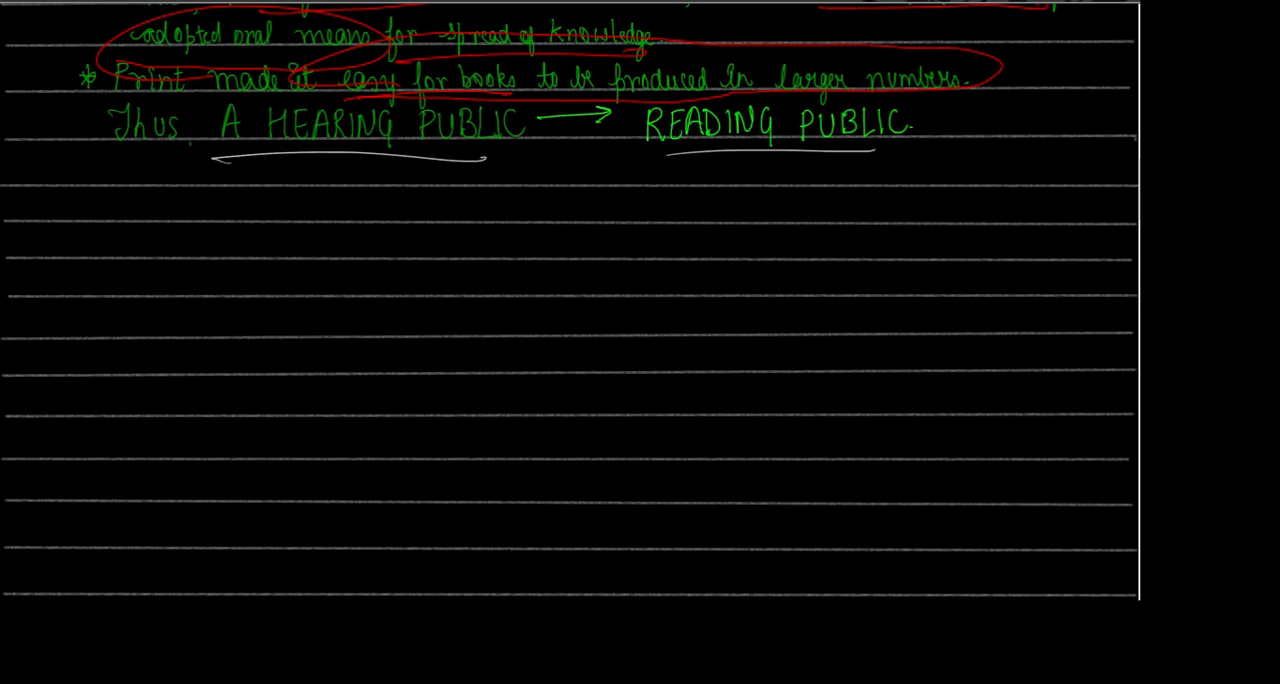 adopted oral means for spread of knowledge.
* Print made it easy for books to be produced in larger numbers.
Thus, A HEARING PUBLIC → READING PUBLIC.